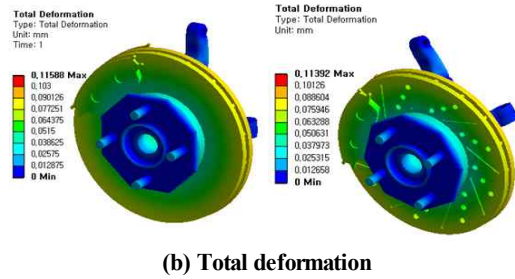 Total Deformation
Type: Total Deformation
Unit: mm
Time: 1
0,11588 Max
0,103
0,090126
0,077251
0,064375
0,0515
0,038625
0,02575
0,012875
0 Min
Total Deformation
Type: Total Deformation
Unit: mm
0,11392 Max
0,10126
0,088604
0,075946
0,063288
0,050631
0,037973
0,025315
0,012658
0 Min
(b) Total deformation